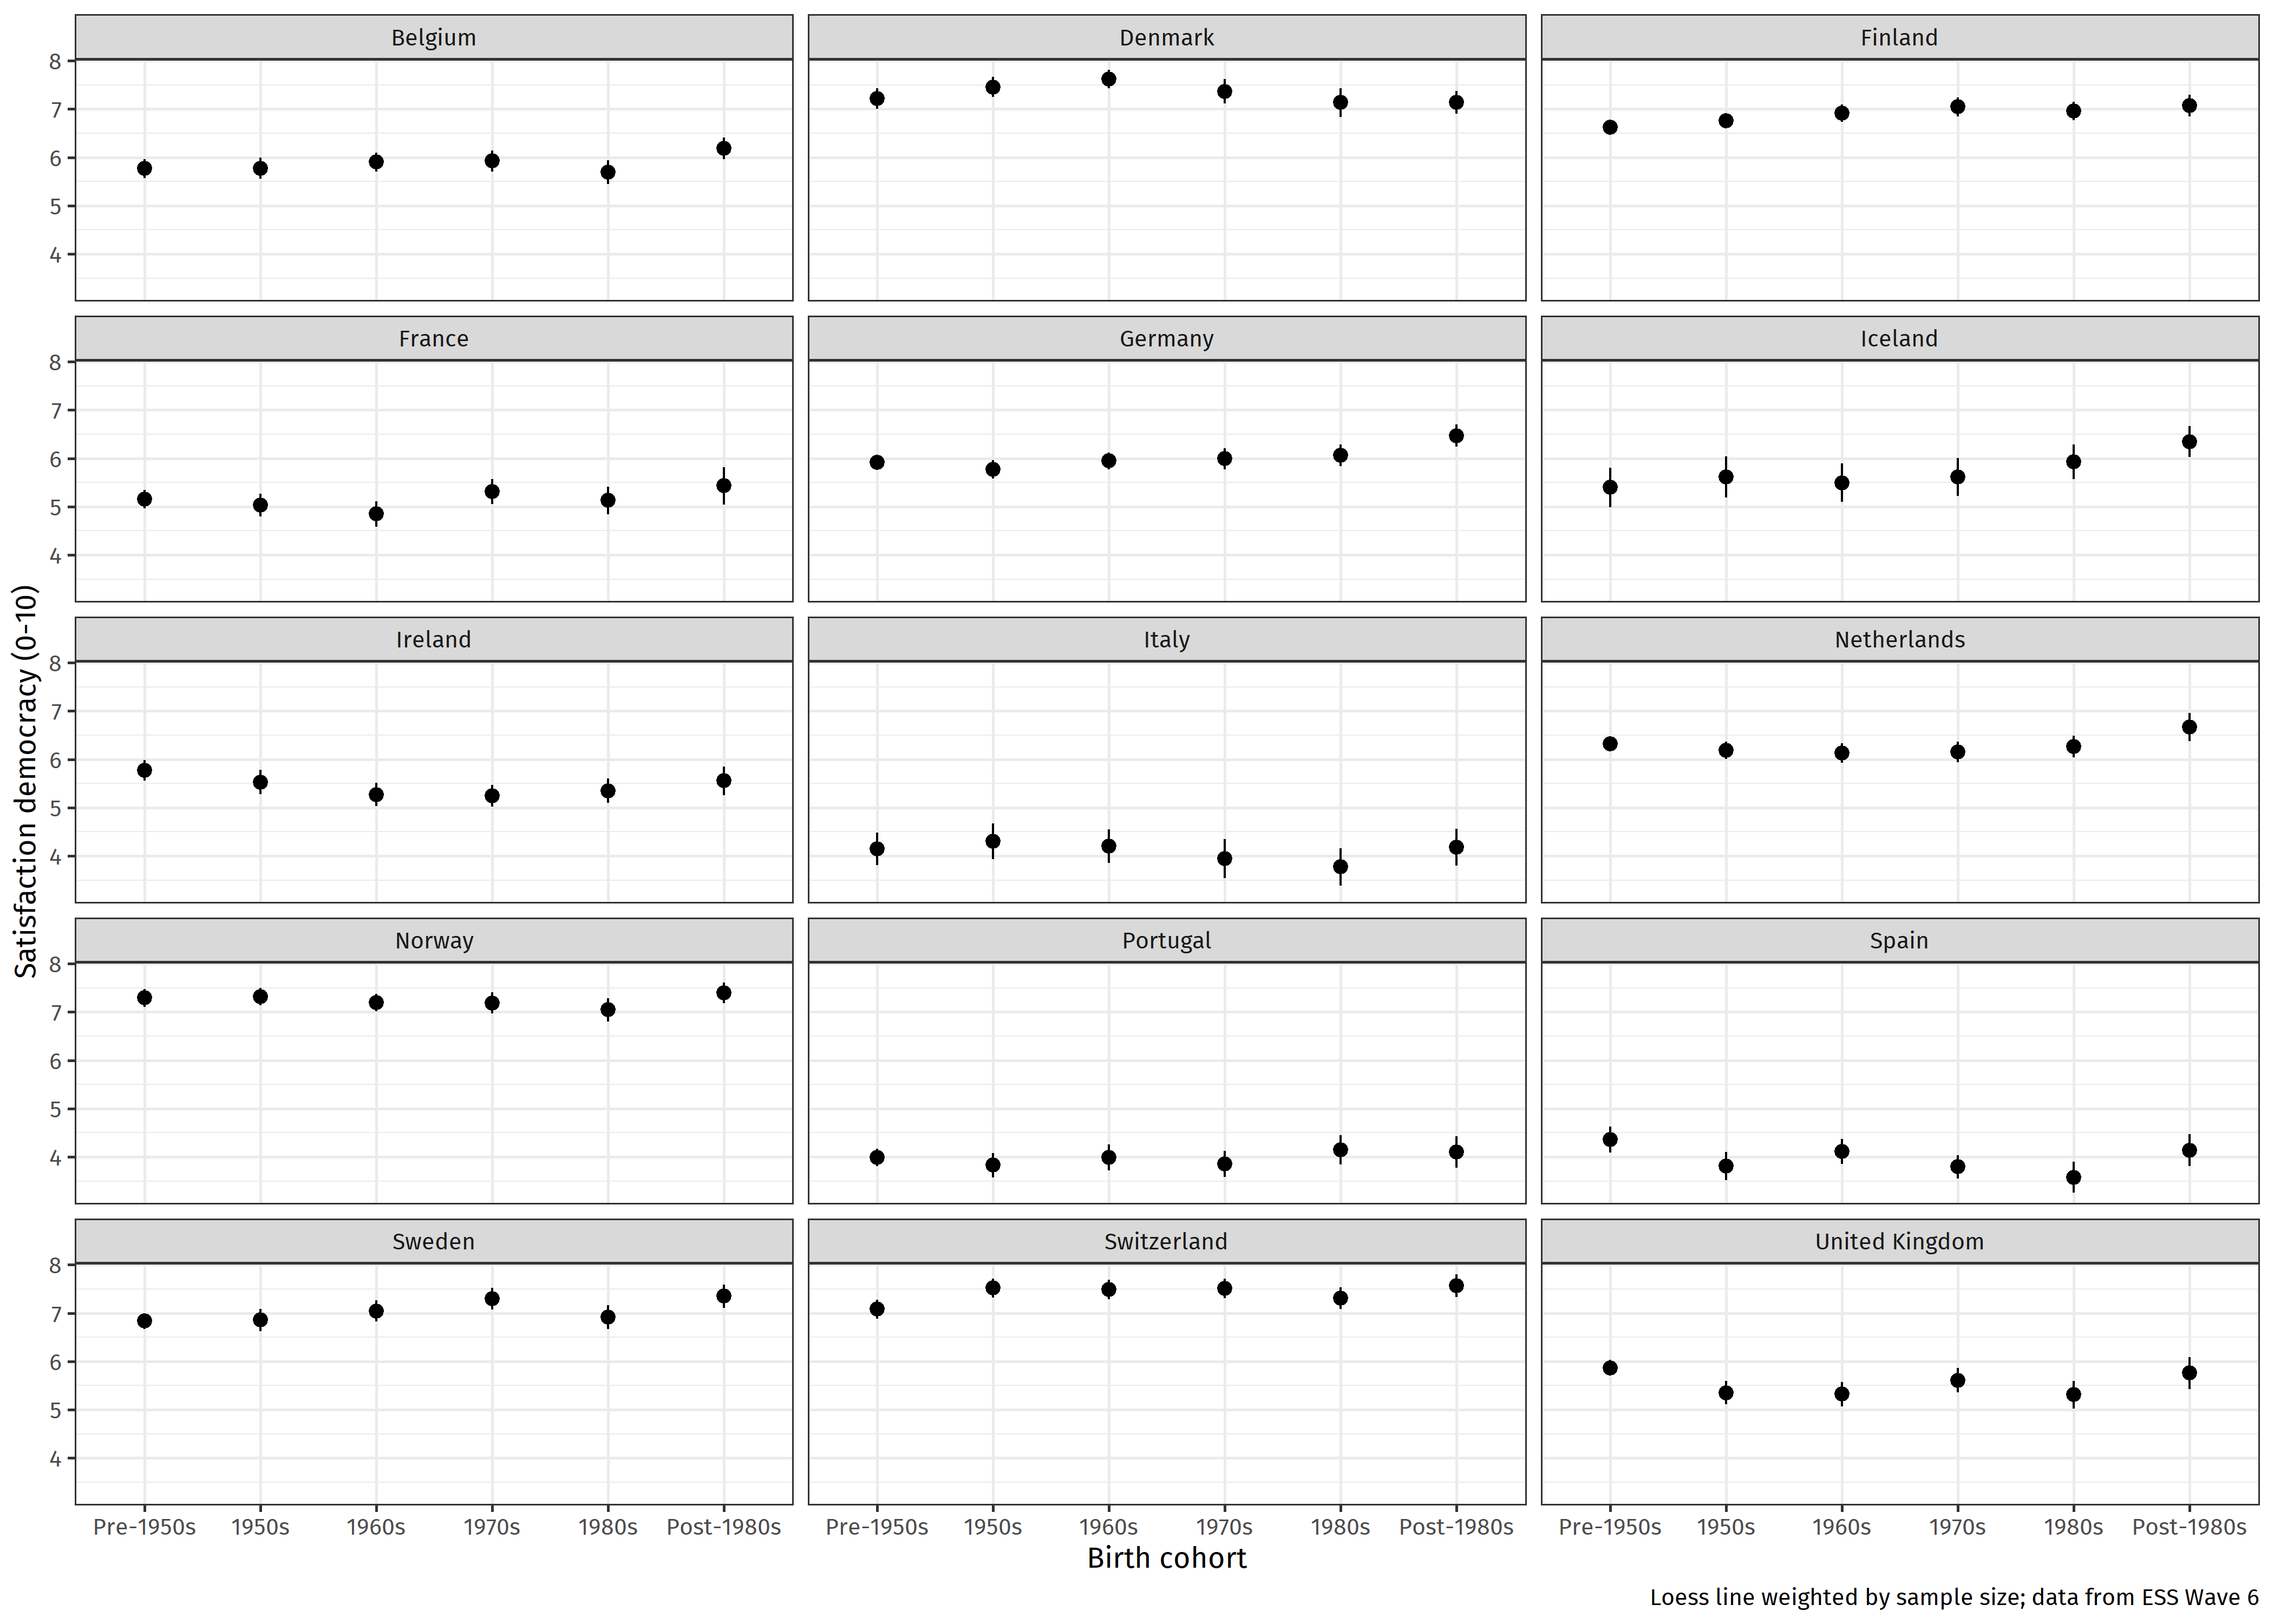 Belgium Denmark Finland
8
7
6
5
4
France Germany Iceland
8
7
6
5
4
Ireland Italy Netherlands
8
7
6
5
4
Satisfaction democracy (0-10)
Norway Portugal Spain
8
7
6
5
4
Sweden Switzerland United Kingdom
8
7
6
5
4
Pre-1950s 1950s 1960s 1970s 1980s Post-1980s Pre-1950s 1950s 1960s 1970s 1980s Post-1980s Pre-1950s 1950s 1960s 1970s 1980s Post-1980s
Birth cohort
Loess line weighted by sample size; data from ESS Wave 6